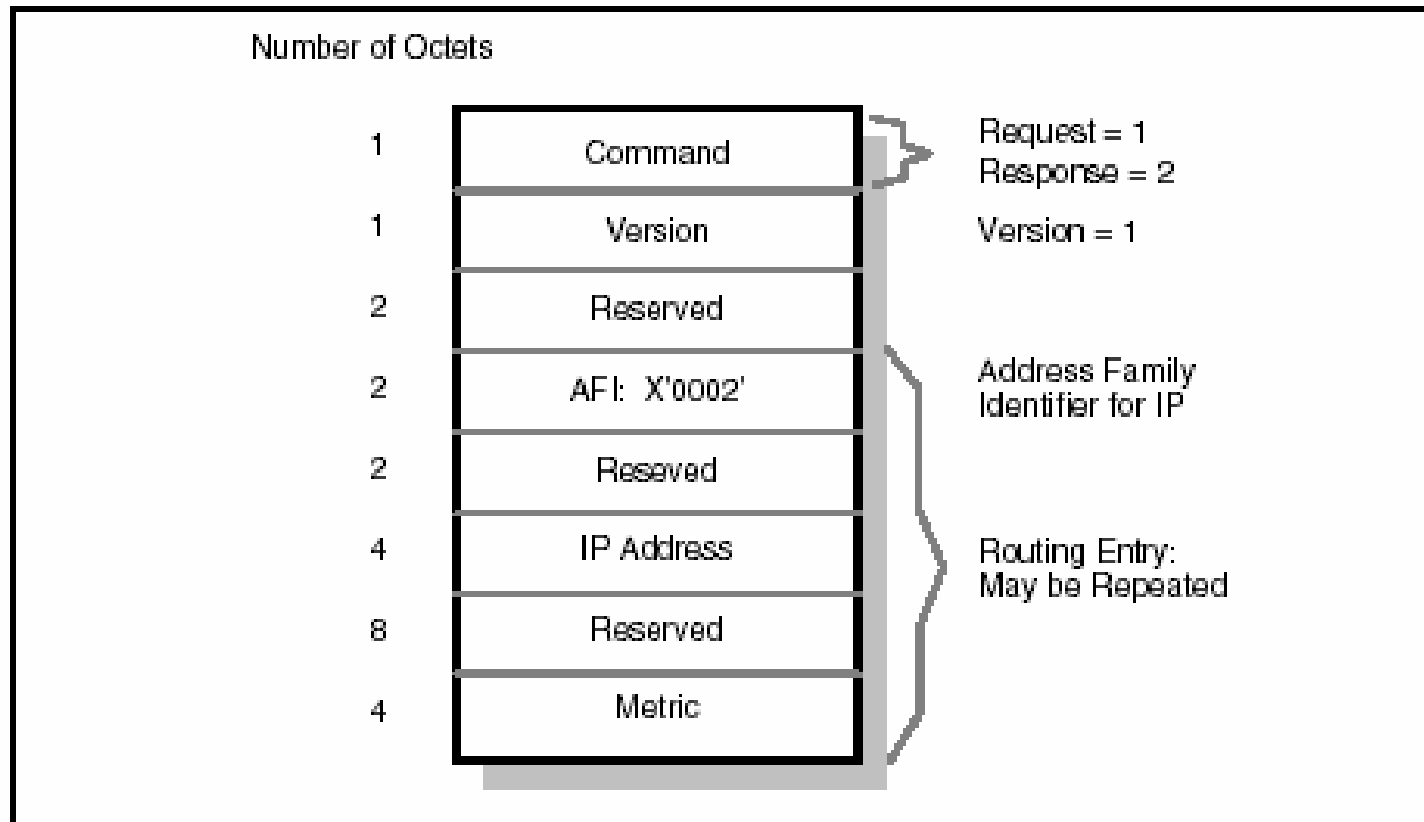 Number of Octets
1
Command
Request = 1
Response = 2
1
Version
Version = 1
2
Reserved
2
AFI: X'0002'
Address Family
Identifier for IP
2
Reseved
4
IP Address
Routing Entry:
May be Repeated
8
Reserved
4
Metric